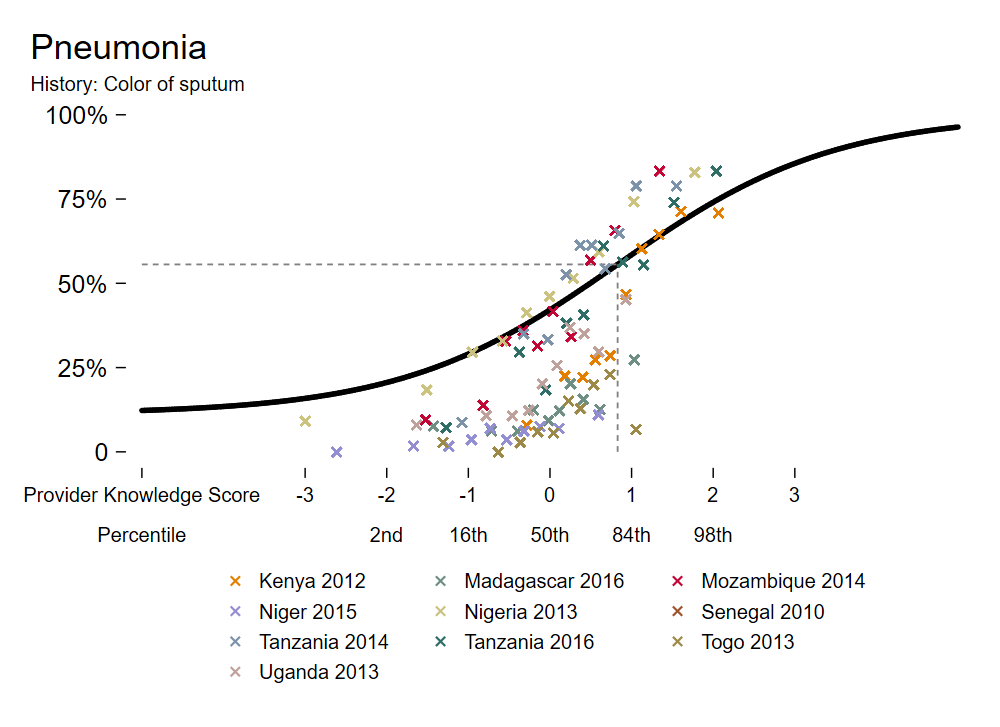 Pneumonia
History: Color of sputum
100%
75%
50%
25%
0
Provider Knowledge Score -3 -2 -1 0 1 2 3
Percentile 2nd 16th 50th 84th 98th
Kenya 2012 Madagascar 2016 Mozambique 2014
Niger 2015 Nigeria 2013 Senegal 2010
Tanzania 2014 Tanzania 2016 Togo 2013
Uganda 2013